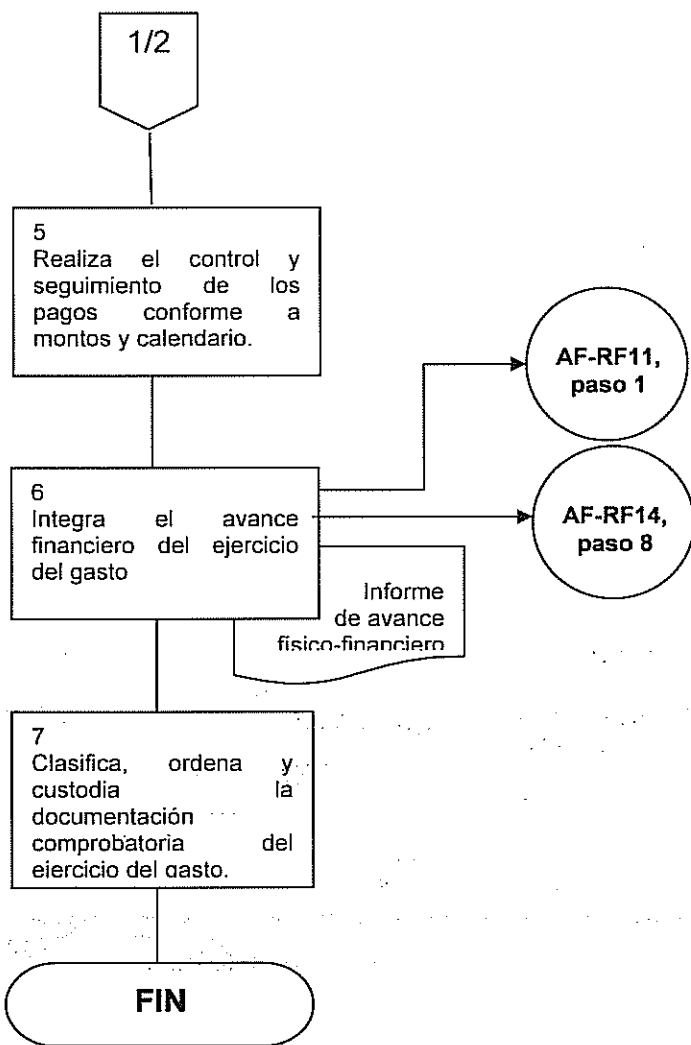 1/2
5
Realiza el control y
seguimiento de los
pagos conforme a
montos y calendario.
AF-RF11,
paso 1
6
Integra el avance
financiero del ejercicio
del gasto
AF-RF14,
paso 8
Informe
de avance
físico-financiero
7
Clasifica, ordena y
custodia la
documentación
comprobatoria del
ejercicio del gasto.
FIN